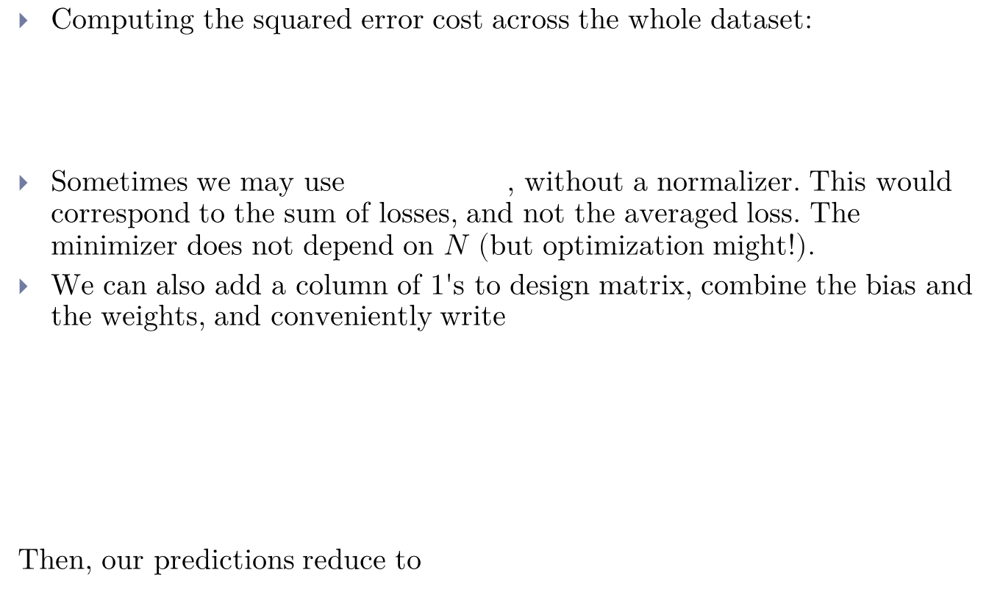 Computing the squared error cost across the whole dataset:
Sometimes we may use , without a normalizer. This would
correspond to the sum of losses, and not the averaged loss. The
minimizer does not depend on N (but optimization might!).
We can also add a column of 1's to design matrix, combine the bias and
the weights, and conveniently write
Then, our predictions reduce to